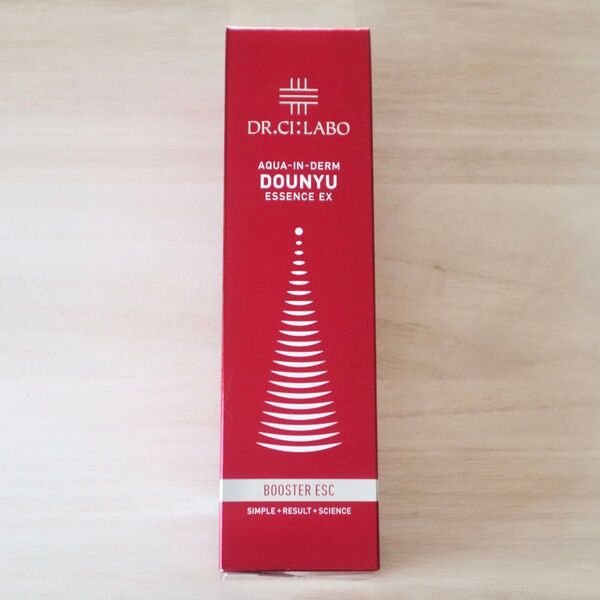 DR.CI:LABO
AQUA-IN-DERM
DOUNYU
ESSENCE EX
BOOSTER ESC
SIMPLE+RESULT+SCIENCE